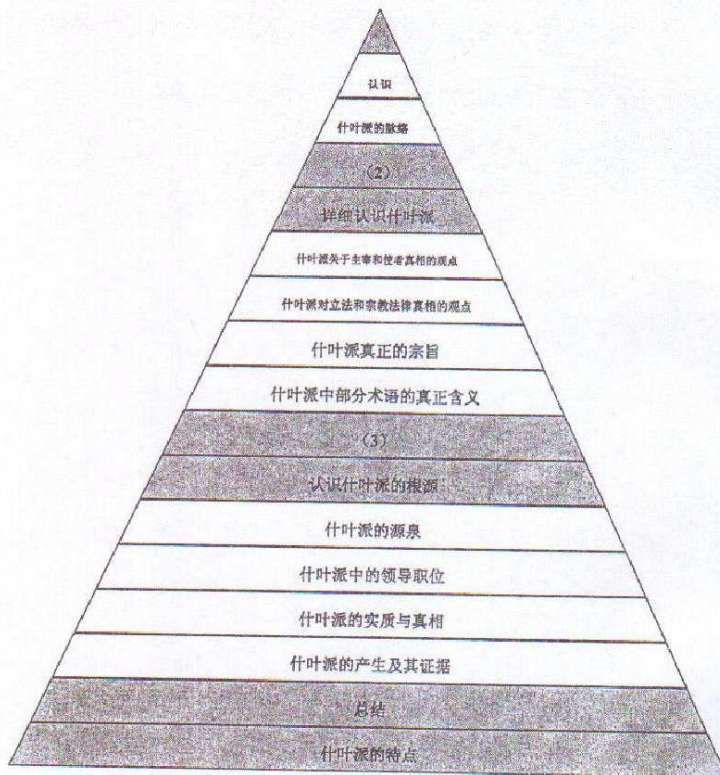 认识
什叶派的脉络
（2）
详细认识什叶派
什叶派关于主宰和使者真相的观点
什叶派对立法和宗教法律真相的观点
什叶派真正的宗旨
什叶派中部分术语的真正含义
（3）
认识什叶派的根源
什叶派的源泉
什叶派中的领导职位
什叶派的实质与真相
什叶派的产生及其证据
总结
什叶派的特点